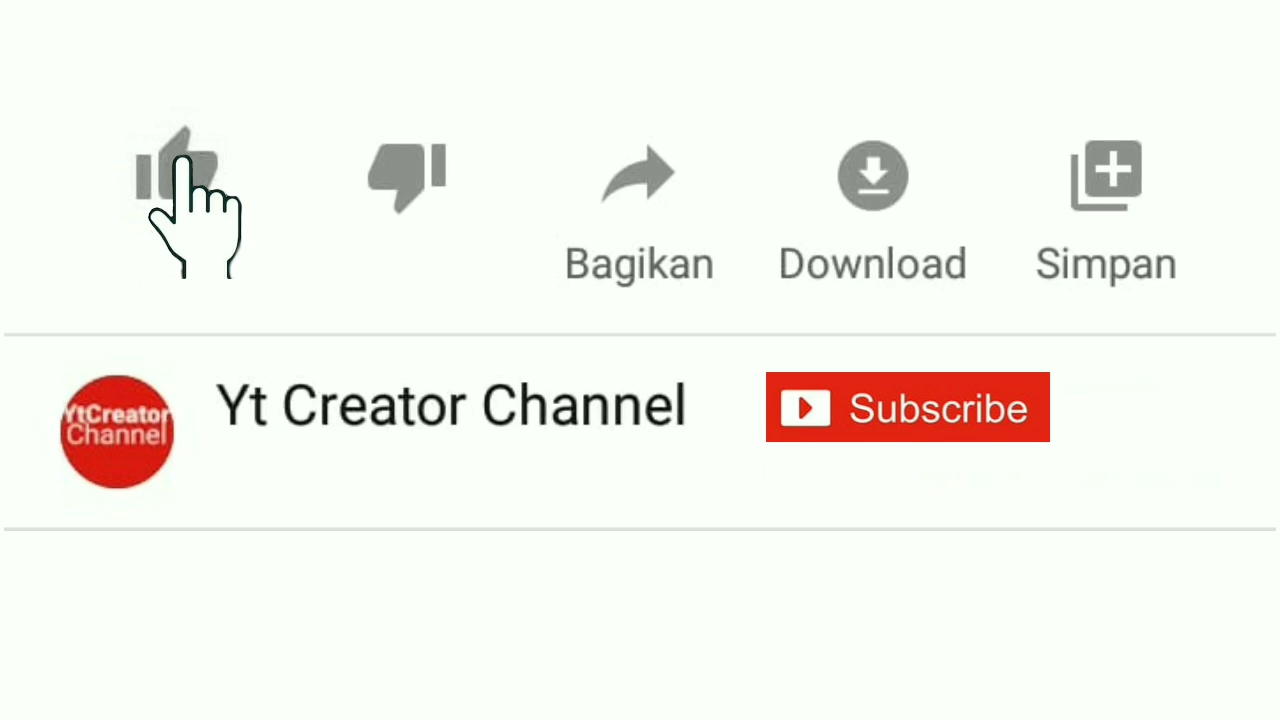 Bagikan Download Simpan
YtCreator
Channel
Yt Creator Channel
Subscribe